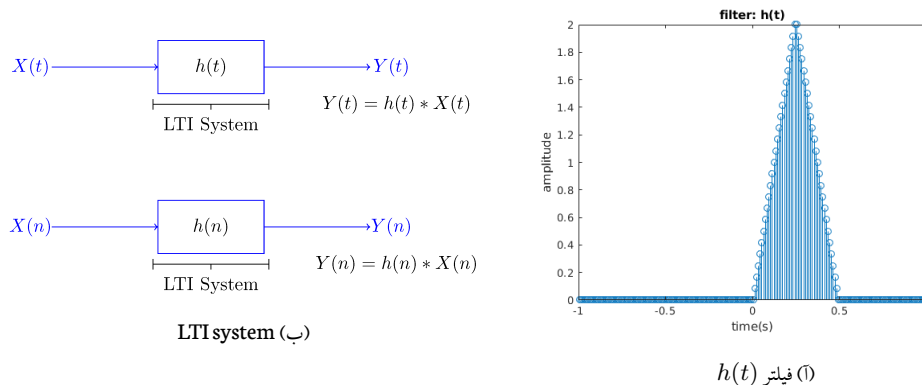 X(t)
h(t)
Y(t)
Y(t) = h(t) ∗ X(t)
LTI System
X(n)
h(n)
Y(n)
Y(n) = h(n) ∗ X(n)
LTI System
(ب) LTI system
filter: h(t)
amplitude
2
1.8
1.6
1.4
1.2
1
0.8
0.6
0.4
0.2
0
-1
-0.5
0
0.5
time(s)
(آ) فیلتر h(t)